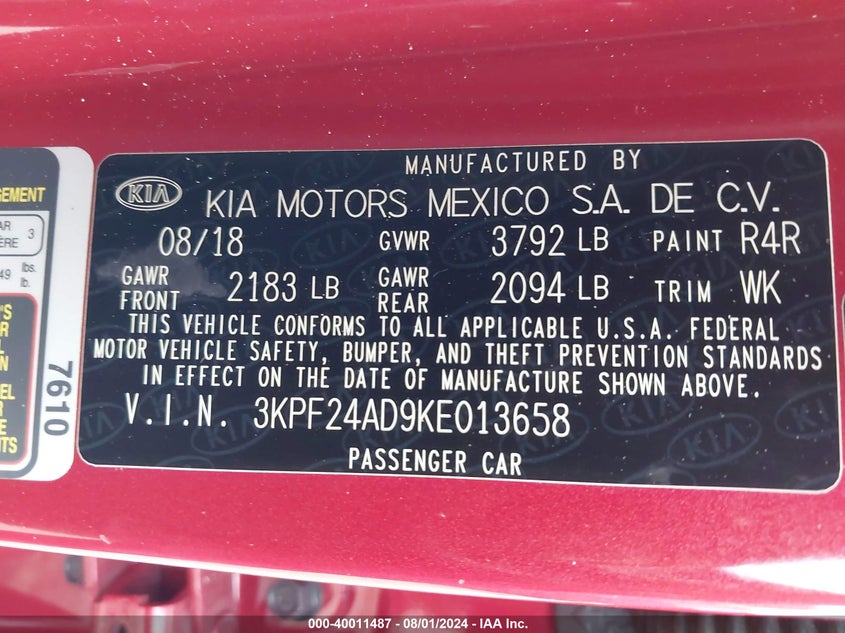 MANUFACTURED BY
KIA KIA MOTORS MEXICO S.A. DE C.V.
08/18 GVWR 3792 LB PAINT R4R
GAWR FRONT 2183 LB GAWR REAR 2094 LB TRIM WK
THIS VEHICLE CONFORMS TO ALL APPLICABLE U.S.A. FEDERAL
MOTOR VEHICLE SAFETY, BUMPER, AND THEFT PREVENTION STANDARDS
IN EFFECT ON THE DATE OF MANUFACTURE SHOWN ABOVE.
V.I.N. 3KPF24AD9KE013658
PASSENGER CAR
3
lbs.
lb.
7610
000-40011487 - 08/01/2024 - IAA Inc.